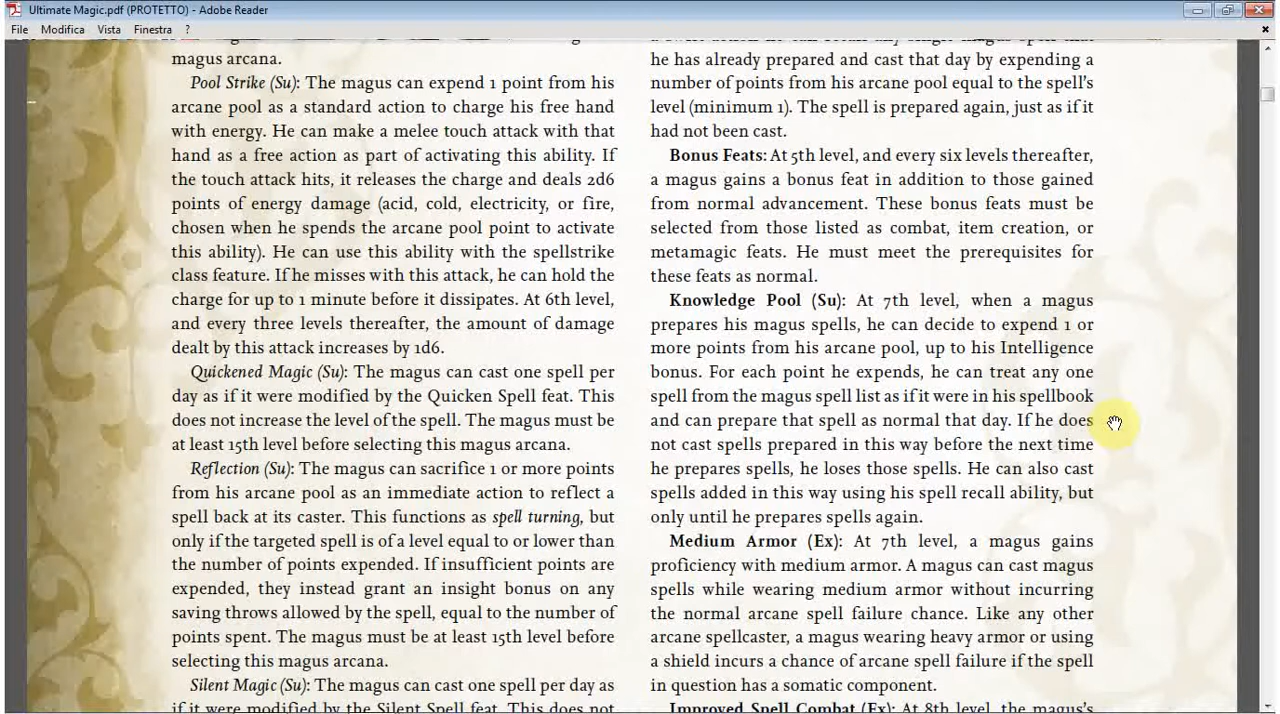 Ultimate Magic.pdf (PROTETTO) - Adobe Reader
File Modifica Vista Finestra ?
magus arcana.
Pool Strike (Su): The magus can expend 1 point from his
arcane pool as a standard action to charge his free hand
with energy. He can make a melee touch attack with that
hand as a free action as part of activating this ability. If
the touch attack hits, it releases the charge and deals 2d6
points of energy damage (acid, cold, electricity, or fire,
chosen when he spends the arcane pool point to activate
this ability). He can use this ability with the spellstrike
class feature. If he misses with this attack, he can hold the
charge for up to 1 minute before it dissipates. At 6th level,
and every three levels thereafter, the amount of damage
dealt by this attack increases by 1d6.
Quickened Magic (Su): The magus can cast one spell per
day as if it were modified by the Quicken Spell feat. This
does not increase the level of the spell. The magus must be
at least 15th level before selecting this magus arcana.
Reflection (Su): The magus can sacrifice 1 or more points
from his arcane pool as an immediate action to reflect a
spell back at its caster. This functions as spell turning, but
only if the targeted spell is of a level equal to or lower than
the number of points expended. If insufficient points are
expended, they instead grant an insight bonus on any
saving throws allowed by the spell, equal to the number of
points spent. The magus must be at least 15th level before
selecting this magus arcana.
Silent Magic (Su): The magus can cast one spell per day as
if it were modified by the Silent Spell feat. This does not
he has already prepared and cast that day by expending a
number of points from his arcane pool equal to the spell's
level (minimum 1). The spell is prepared again, just as if it
had not been cast.
Bonus Feats: At 5th level, and every six levels thereafter,
a magus gains a bonus feat in addition to those gained
from normal advancement. These bonus feats must be
selected from those listed as combat, item creation, or
metamagic feats. He must meet the prerequisites for
these feats as normal.
Knowledge Pool (Su): At 7th level, when a magus
prepares his magus spells, he can decide to expend 1 or
more points from his arcane pool, up to his Intelligence
bonus. For each point he expends, he can treat any one
spell from the magus spell list as if it were in his spellbook
and can prepare that spell as normal that day. If he does
not cast spells prepared in this way before the next time
he prepares spells, he loses those spells. He can also cast
spells added in this way using his spell recall ability, but
only until he prepares spells again.
Medium Armor (Ex): At 7th level, a magus gains
proficiency with medium armor. A magus can cast magus
spells while wearing medium armor without incurring
the normal arcane spell failure chance. Like any other
arcane spellcaster, a magus wearing heavy armor or using
a shield incurs a chance of arcane spell failure if the spell
in question has a somatic component.
Improved Spell Combat (Ex): At 8th level, the magus's